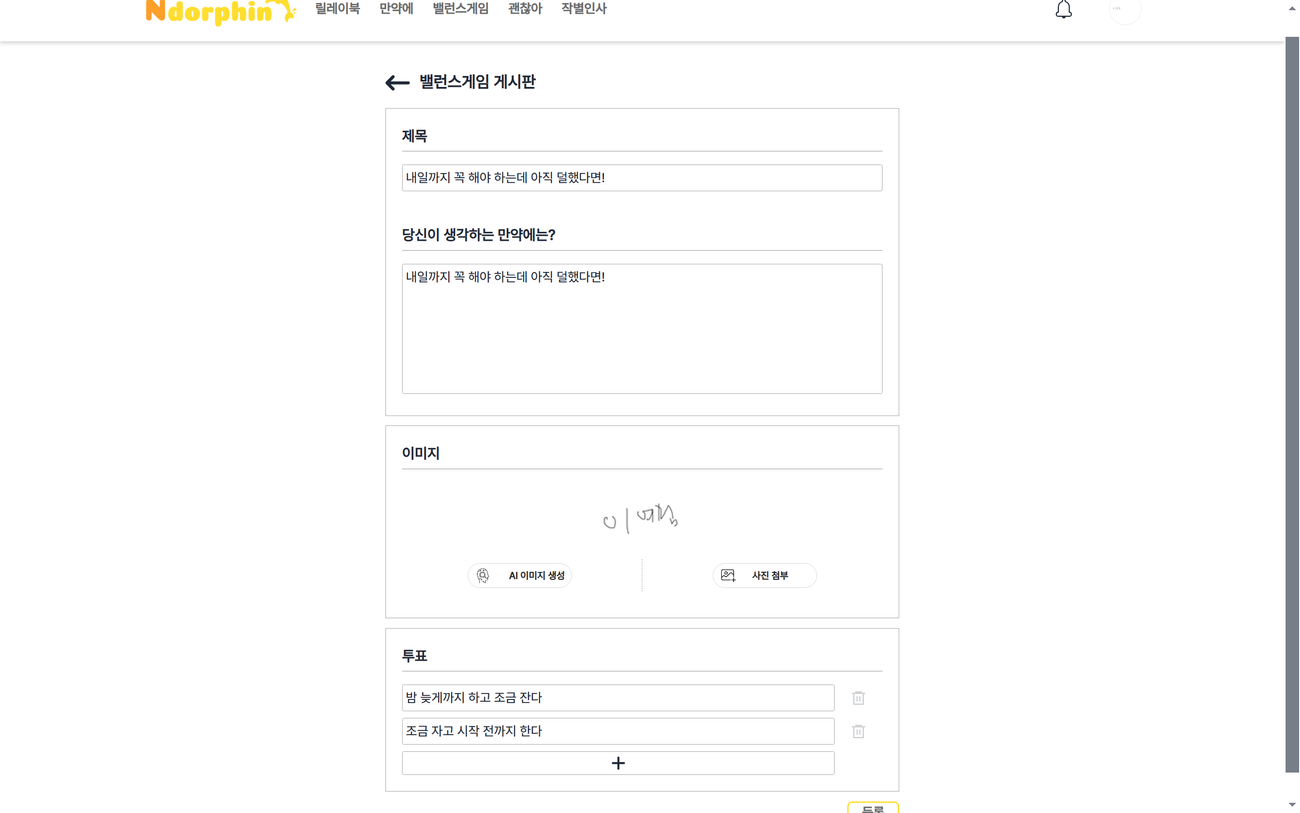 Ndorphin 릴레이북 만약에 밸런스게임 괜찮아 작별인사
밸런스게임 게시판
제목
내일까지 꼭 해야 하는데 아직 덜했다면!
당신이 생각하는 만약에는?
내일까지 꼭 해야 하는데 아직 덜했다면!
이미지
AI 이미지 생성 사진 첨부
투표
밤 늦게까지 하고 조금 잔다
조금 자고 시작 전까지 한다
등록